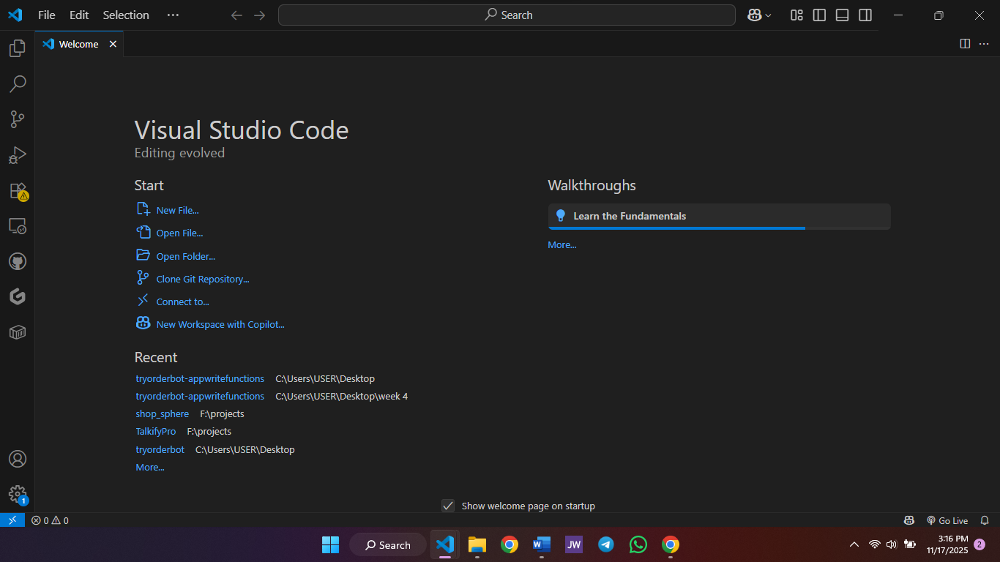 File Edit Selection ···
Search
Welcome
Visual Studio Code
Editing evolved
Start
New File...
Open File...
Open Folder...
Clone Git Repository...
Connect to...
New Workspace with Copilot...
Recent
tryorderbot-appwritefunctions C:\Users\USER\Desktop
tryorderbot-appwritefunctions C:\Users\USER\Desktop\week 4
shop_sphere F:\projects
TalkifyPro F:\projects
tryorderbot C:\Users\USER\Desktop
More...
Walkthroughs
Learn the Fundamentals
More...
Show welcome page on startup
1
0 0
Go Live
Search
W
JW
3:16 PM
11/17/2025
2